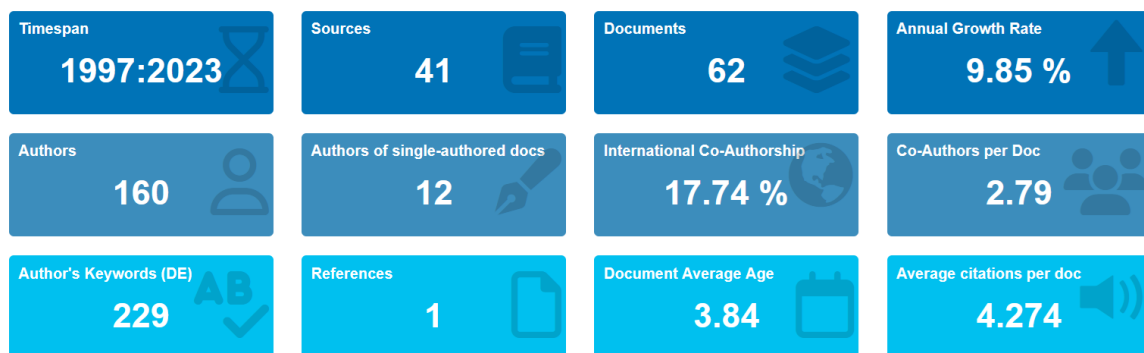 Timespan
1997:2023
Sources
41
Documents
62
Annual Growth Rate
9.85 %
Authors
160
Authors of single-authored docs
12
International Co-Authorship
17.74 %
Co-Authors per Doc
2.79
Author's Keywords (DE)
229
AB
References
1
Document Average Age
3.84
Average citations per doc
4.274